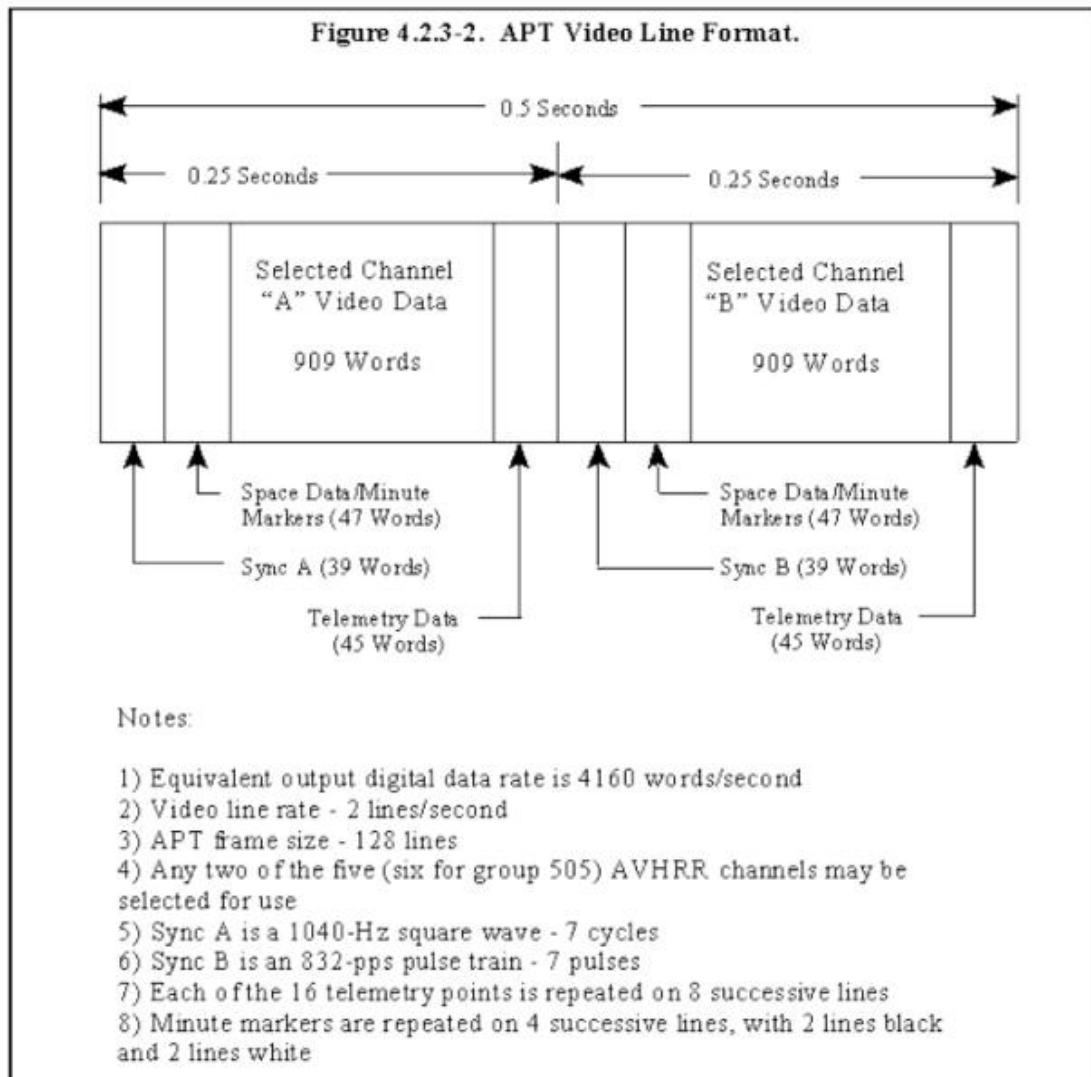 Figure 4.2.3-2. APT Video Line Format.
0.5 Seconds
0.25 Seconds
0.25 Seconds
Selected Channel
“A” Video Data
909 Words
Selected Channel
“B” Video Data
909 Words
Space Data/Minute
Markers (47 Words)
Sync A (39 Words)
Telemetry Data
(45 Words)
Space Data/Minute
Markers (47 Words)
Sync B (39 Words)
Telemetry Data
(45 Words)
Notes:
1) Equivalent output digital data rate is 4160 words/second
2) Video line rate - 2 lines/second
3) APT frame size - 128 lines
4) Any two of the five (six for group 505) AVHRR channels may be
selected for use
5) Sync A is a 1040-Hz square wave - 7 cycles
6) Sync B is an 832-pps pulse train - 7 pulses
7) Each of the 16 telemetry points is repeated on 8 successive lines
8) Minute markers are repeated on 4 successive lines, with 2 lines black
and 2 lines white